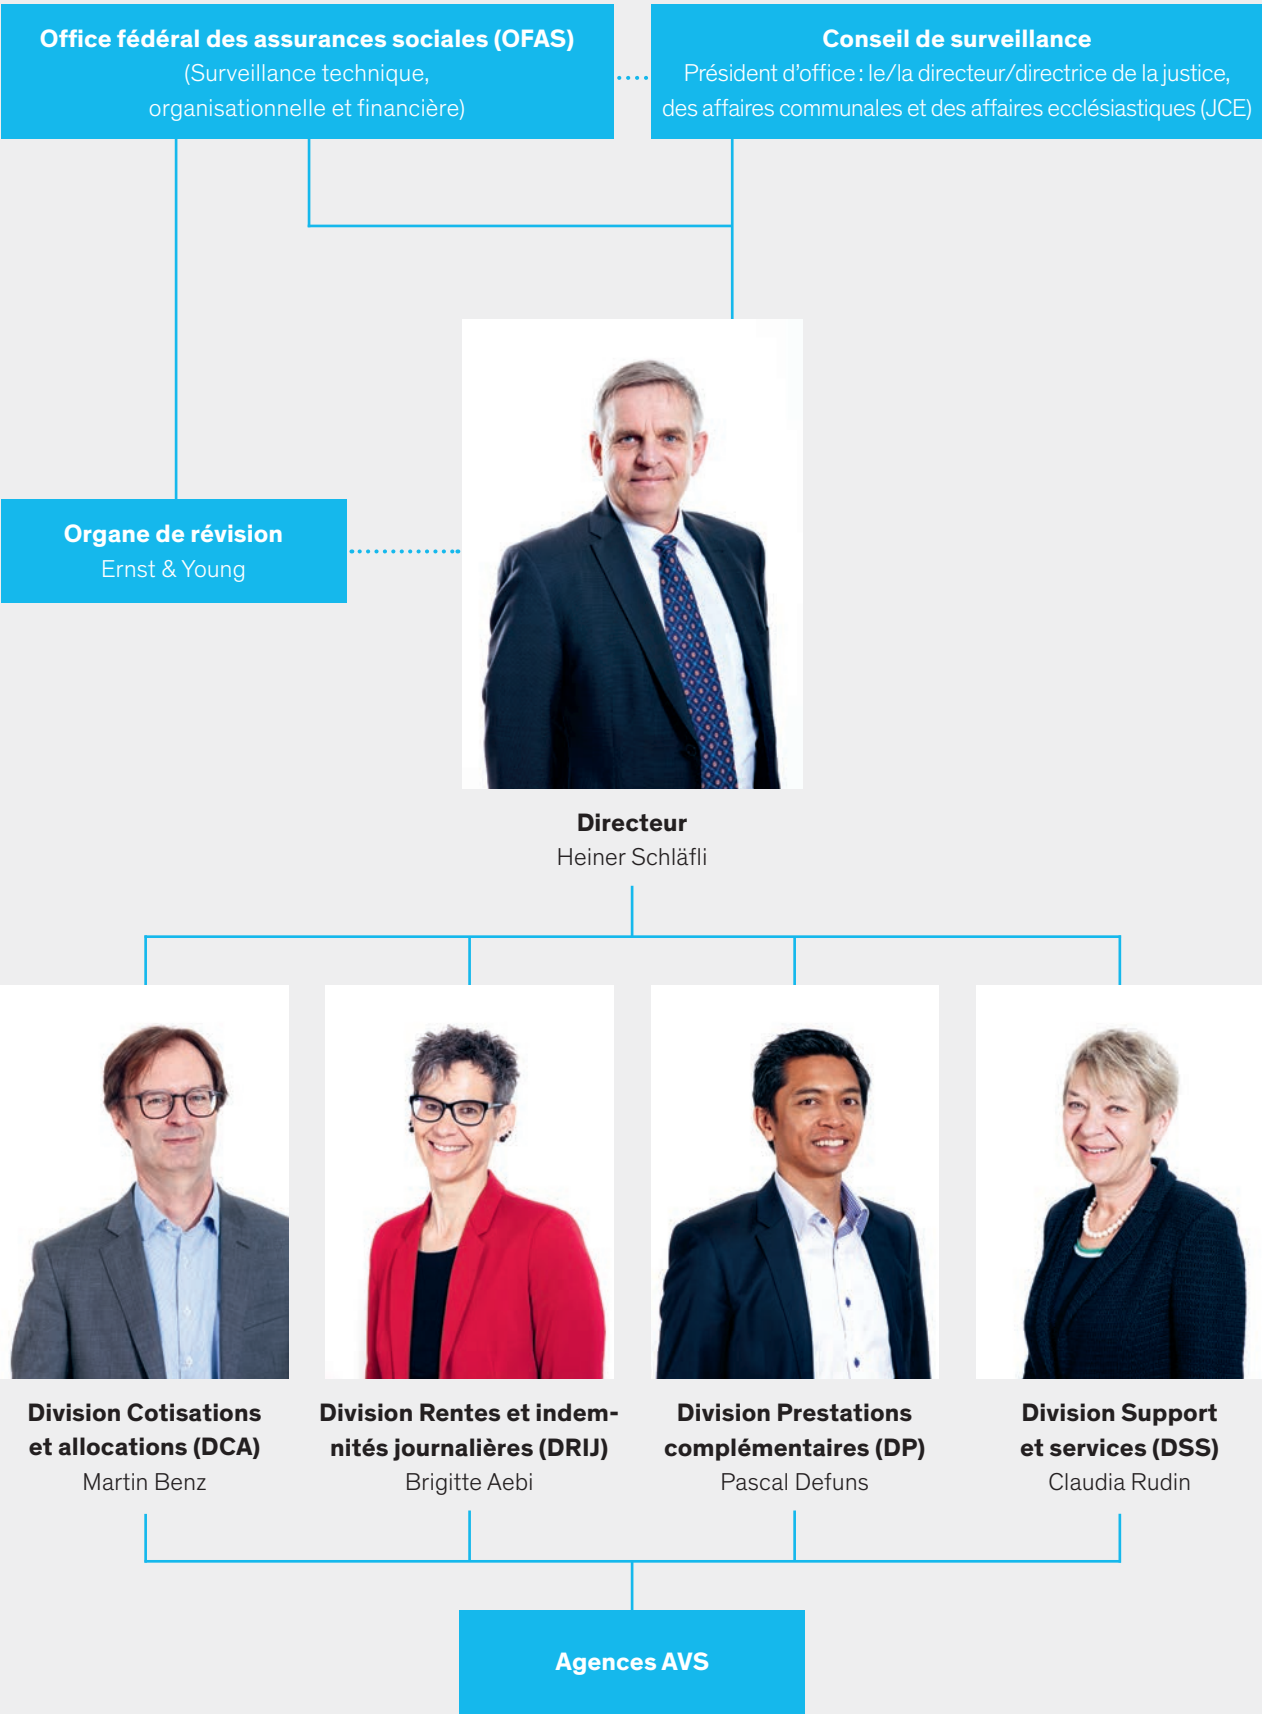 Office fédéral des assurances sociales (OFAS)
(Surveillance technique,
organisationnelle et financière)
Conseil de surveillance
Président d'office : le/la directeur/directrice de la justice,
des affaires communales et des affaires ecclésiastiques (JCE)
Organe de révision
Ernst & Young
Directeur
Heiner Schläfli
Division Cotisations
et allocations (DCA)
Martin Benz
Division Rentes et indem-
nités journalières (DRIJ)
Brigitte Aebi
Division Prestations
complémentaires (DP)
Pascal Defuns
Division Support
et services (DSS)
Claudia Rudin
Agences AVS